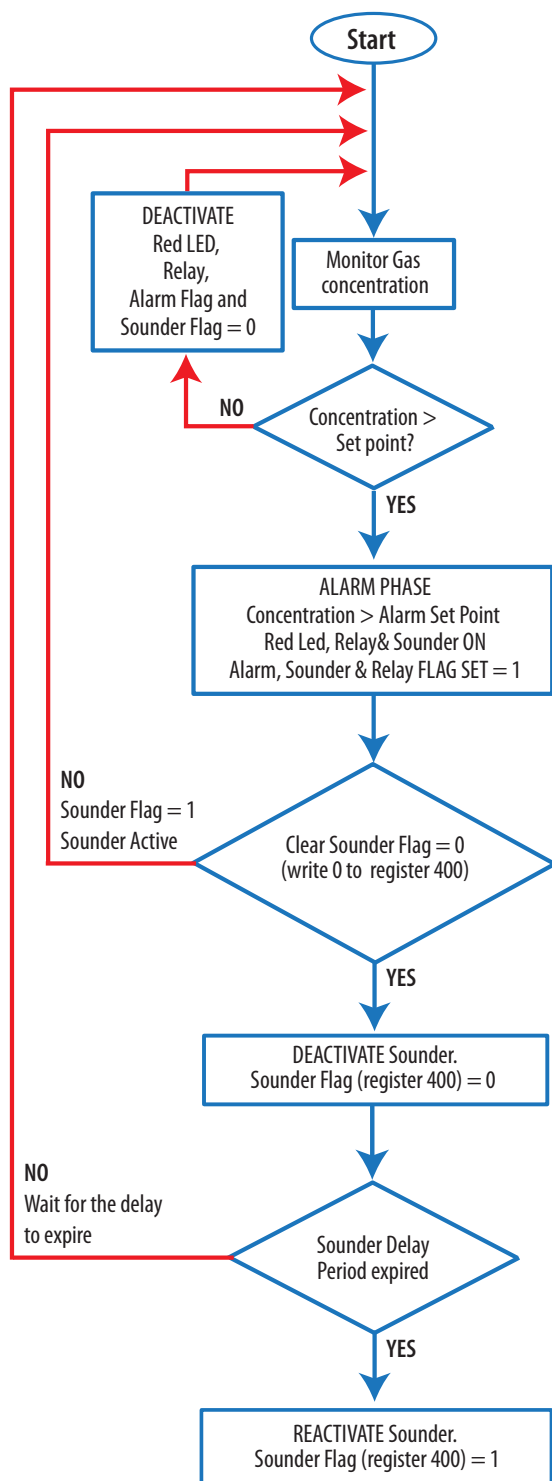 Start
DEACTIVATE
Red LED,
Relay,
Alarm Flag and
Sounder Flag = 0
Monitor Gas
concentration
NO
Concentration >
Set point?
YES
ALARM PHASE
Concentration > Alarm Set Point
Red Led, Relay& Sounder ON
Alarm, Sounder & Relay FLAG SET = 1
NO
Sounder Flag = 1
Sounder Active
Clear Sounder Flag = 0
(write 0 to register 400)
YES
DEACTIVATE Sounder.
Sounder Flag (register 400) = 0
NO
Wait for the delay
to expire
Sounder Delay
Period expired
YES
REACTIVATE Sounder.
Sounder Flag (register 400) = 1